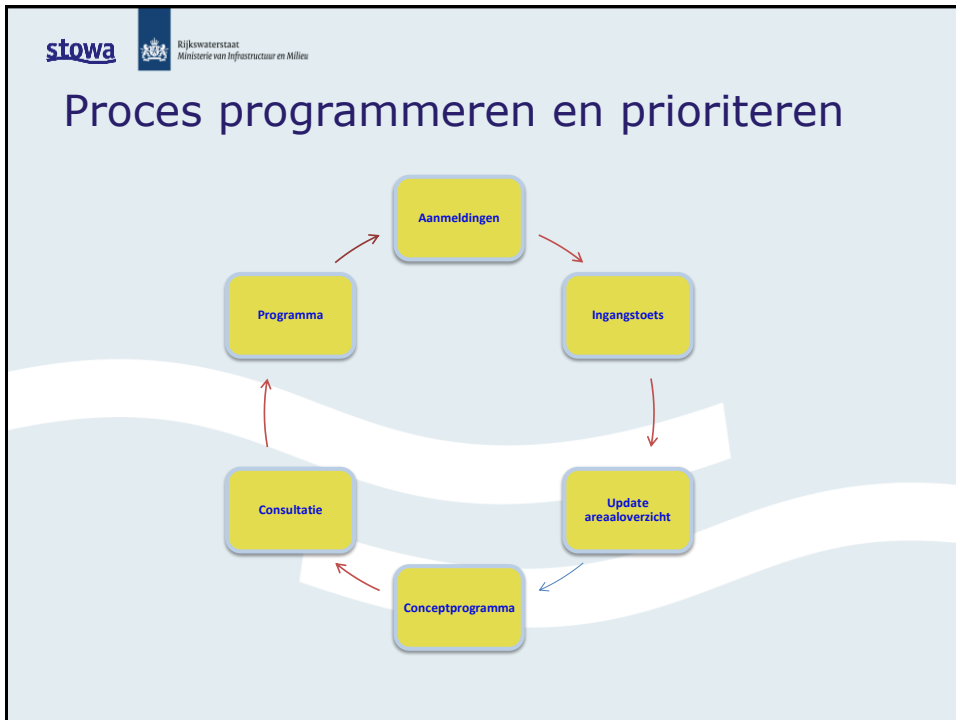 stowa
Rijkswaterstaat
Ministerie van Infrastructuur en Milieu
Proces programmeren en prioriteren
Aanmeldingen
Programma
Ingangstoets
Consultatie
Update
areaaloverzicht
Conceptprogramma